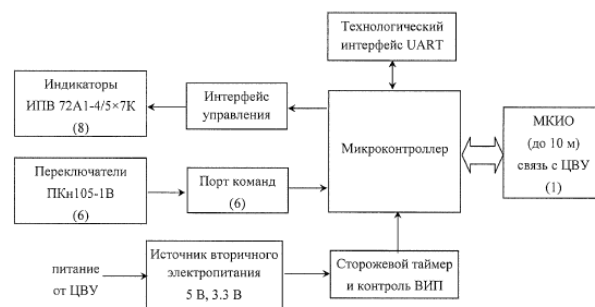 Технологический
интерфейс UART
Индикаторы
ИПВ 72А1-4/5×7К
(8)
Интерфейс
управления
Микроконтроллер
МКИО
(до 10 м)
связь с ЦВУ
(1)
Переключатели
ПКн105-1В
(6)
Порт команд
(6)
питание
от ЦВУ
Источник вторичного
электропитания
5 В, 3.3 В
Сторожевой таймер
и контроль ВИП